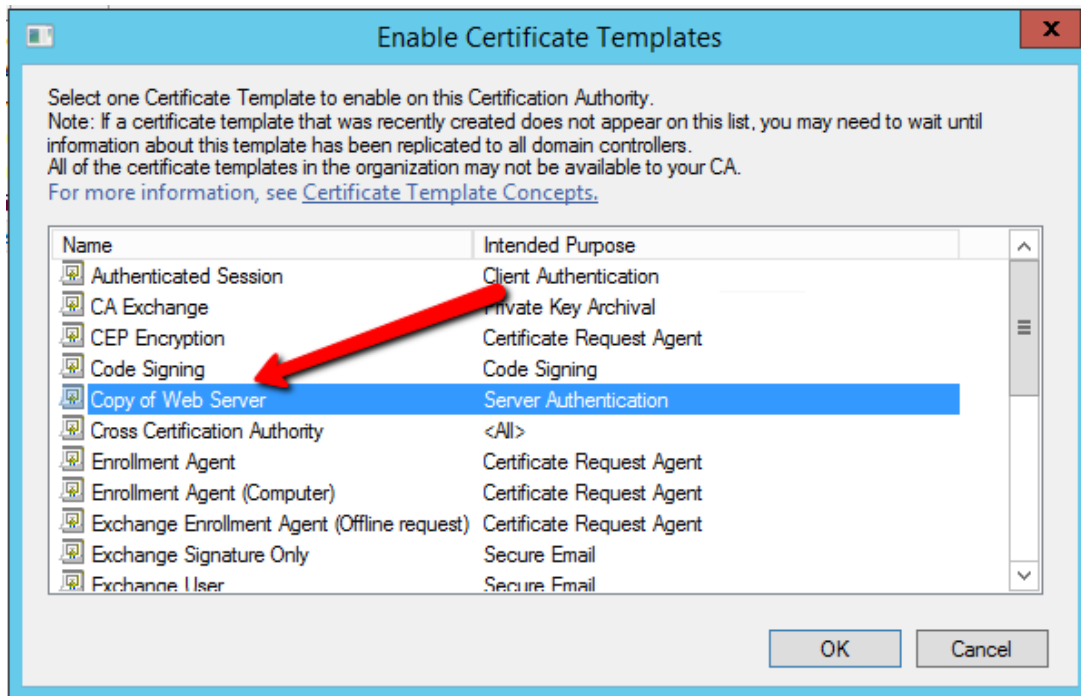 Enable Certificate Templates
x
Select one Certificate Template to enable on this Certification Authority.
Note: If a certificate template that was recently created does not appear on this list, you may need to wait until
information about this template has been replicated to all domain controllers.
All of the certificate templates in the organization may not be available to your CA.
For more information, see Certificate Template Concepts.
Name Intended Purpose
Authenticated Session Client Authentication
CA Exchange Private Key Archival
CEP Encryption Certificate Request Agent
Code Signing Code Signing
Copy of Web Server Server Authentication
Cross Certification Authority <All>
Enrollment Agent Certificate Request Agent
Enrollment Agent (Computer) Certificate Request Agent
Exchange Enrollment Agent (Offline request) Certificate Request Agent
Exchange Signature Only Secure Email
Exchange User Secure Email
OK Cancel